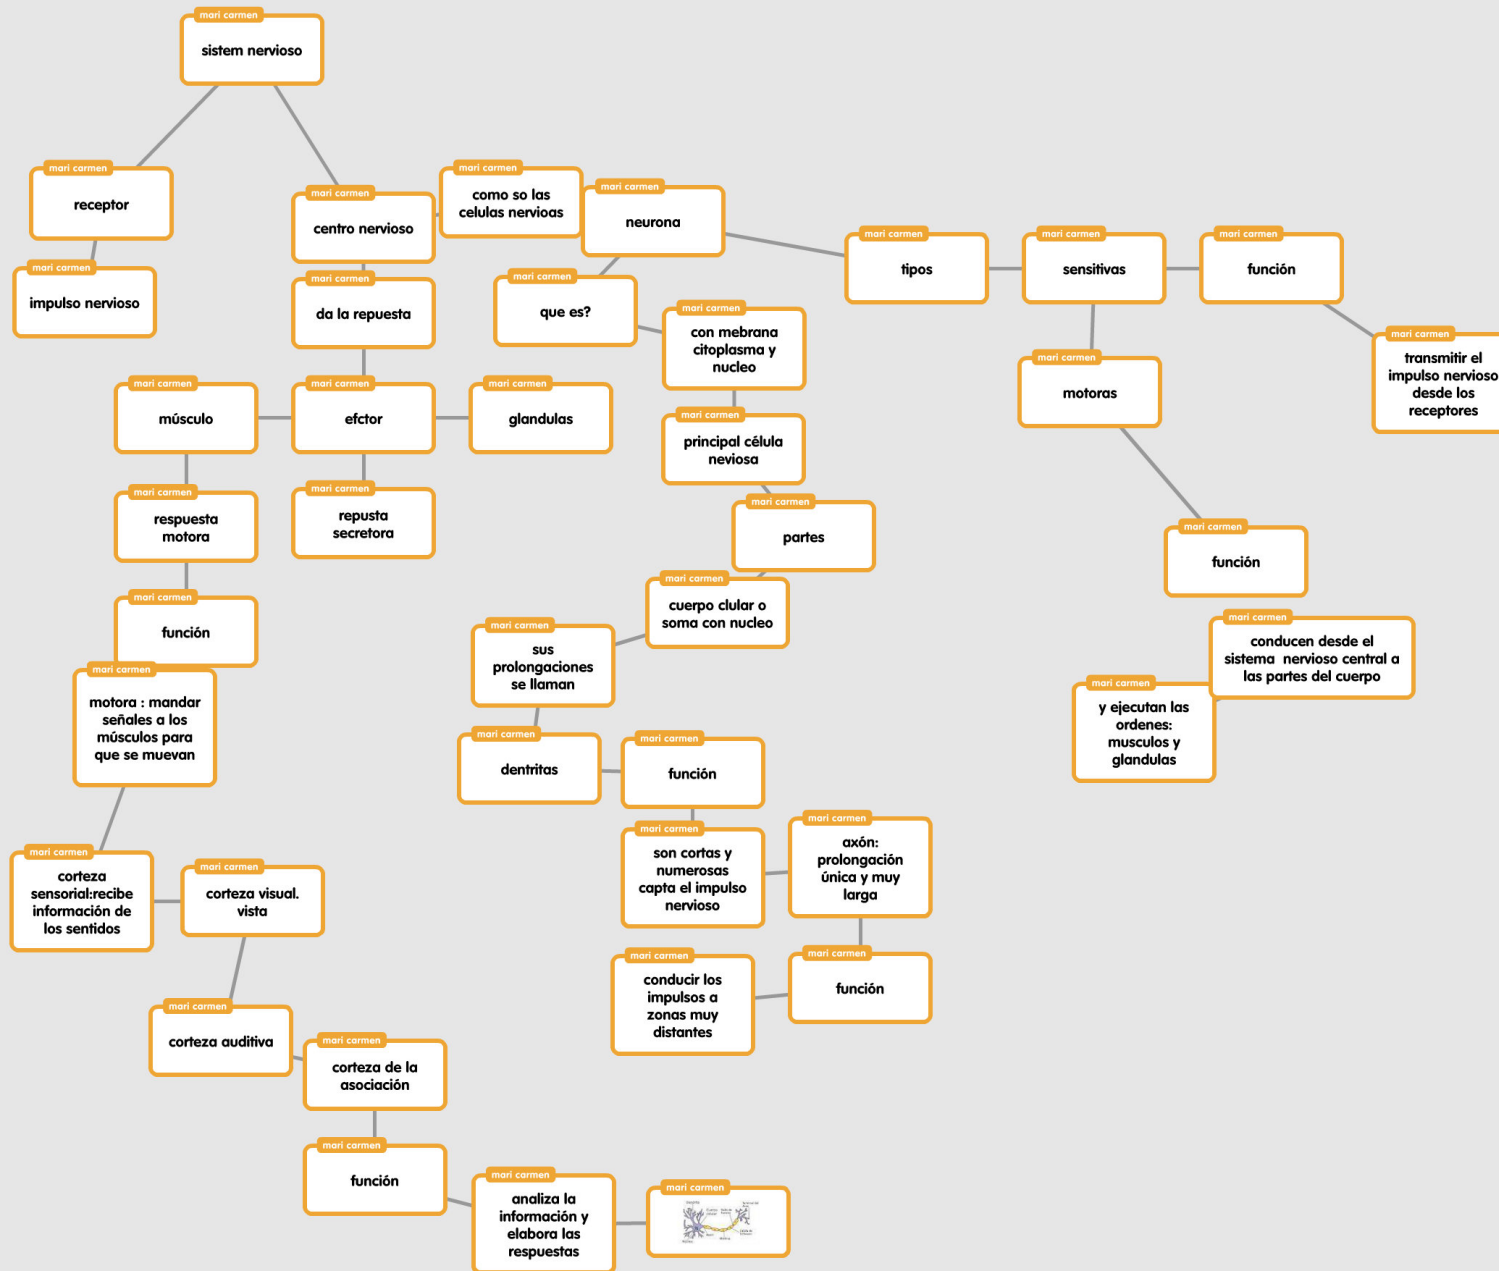 mari carmen
sistem nervioso
mari carmen
receptor
mari carmen
impulso nervioso
mari carmen
centro nervioso
mari carmen
como so las
celulas nervioas
mari carmen
neurona
mari carmen
tipos
mari carmen
sensitivas
mari carmen
función
mari carmen
transmitir el
impulso nervioso
desde los
receptores
mari carmen
da la repuesta
mari carmen
que es?
mari carmen
con mebrana
citoplasma y
nucleo
mari carmen
motoras
mari carmen
músculo
mari carmen
efctor
mari carmen
glandulas
mari carmen
principal célula
neviosa
mari carmen
respuesta
motora
mari carmen
repusta
secretora
mari carmen
partes
mari carmen
función
mari carmen
función
mari carmen
cuerpo clular o
soma con nucleo
mari carmen
sus
prolongaciones
se llaman
mari carmen
conducen desde el
sistema nervioso central a
las partes del cuerpo
mari carmen
y ejecutan las
ordenes:
musculos y
glandulas
mari carmen
motora : mandar
señales a los
músculos para
que se muevan
mari carmen
dentritas
mari carmen
función
mari carmen
son cortas y
numerosas
capta el impulso
nervioso
mari carmen
axón:
prolongación
única y muy
larga
mari carmen
función
mari carmen
conducir los
impulsos a
zonas muy
distantes
mari carmen
corteza
sensorial:recibe
información de
los sentidos
mari carmen
corteza visual.
vista
mari carmen
corteza auditiva
mari carmen
corteza de la
asociación
mari carmen
función
mari carmen
analiza la
información y
elabora las
respuestas
mari carmen